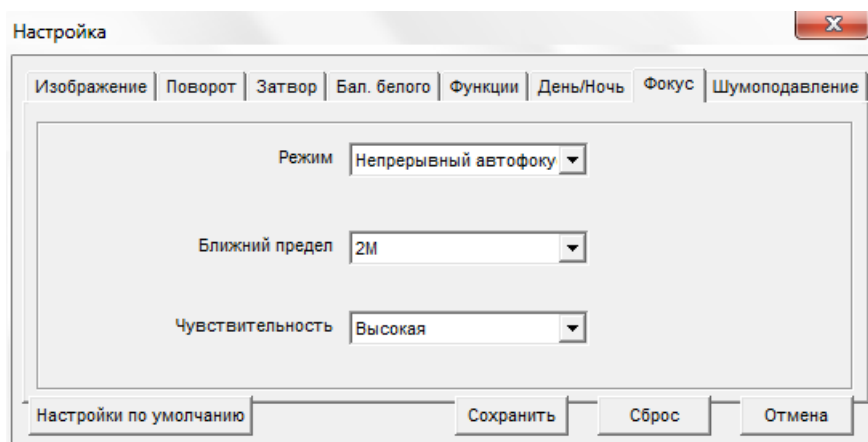 Настройка
Изображение Поворот Затвор Бал. белого Функции День/Ночь Фокус Шумоподавление
Режим Непрерывный автофоку
Ближний предел 2М
Чувствительность Высокая
Настройки по умолчанию Сохранить Сброс Отмена